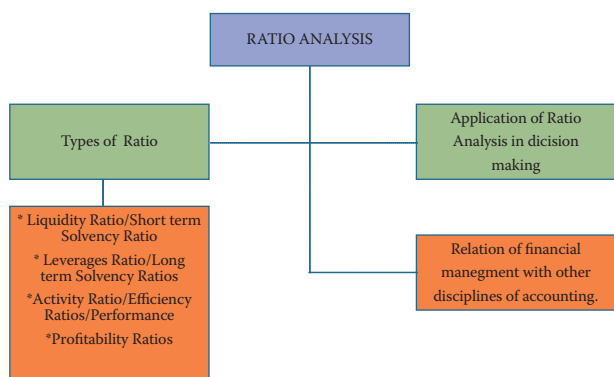 RATIO ANALYSIS
Types of Ratio
Application of Ratio
Analysis in dicision
making
* Liquidity Ratio/Short term
Solvency Ratio
* Leverages Ratio/Long
term Solvency Ratios
*Activity Ratio/Efficiency
Ratios/Performance
*Profitability Ratios
Relation of financial
manegment with other
disciplines of accounting.